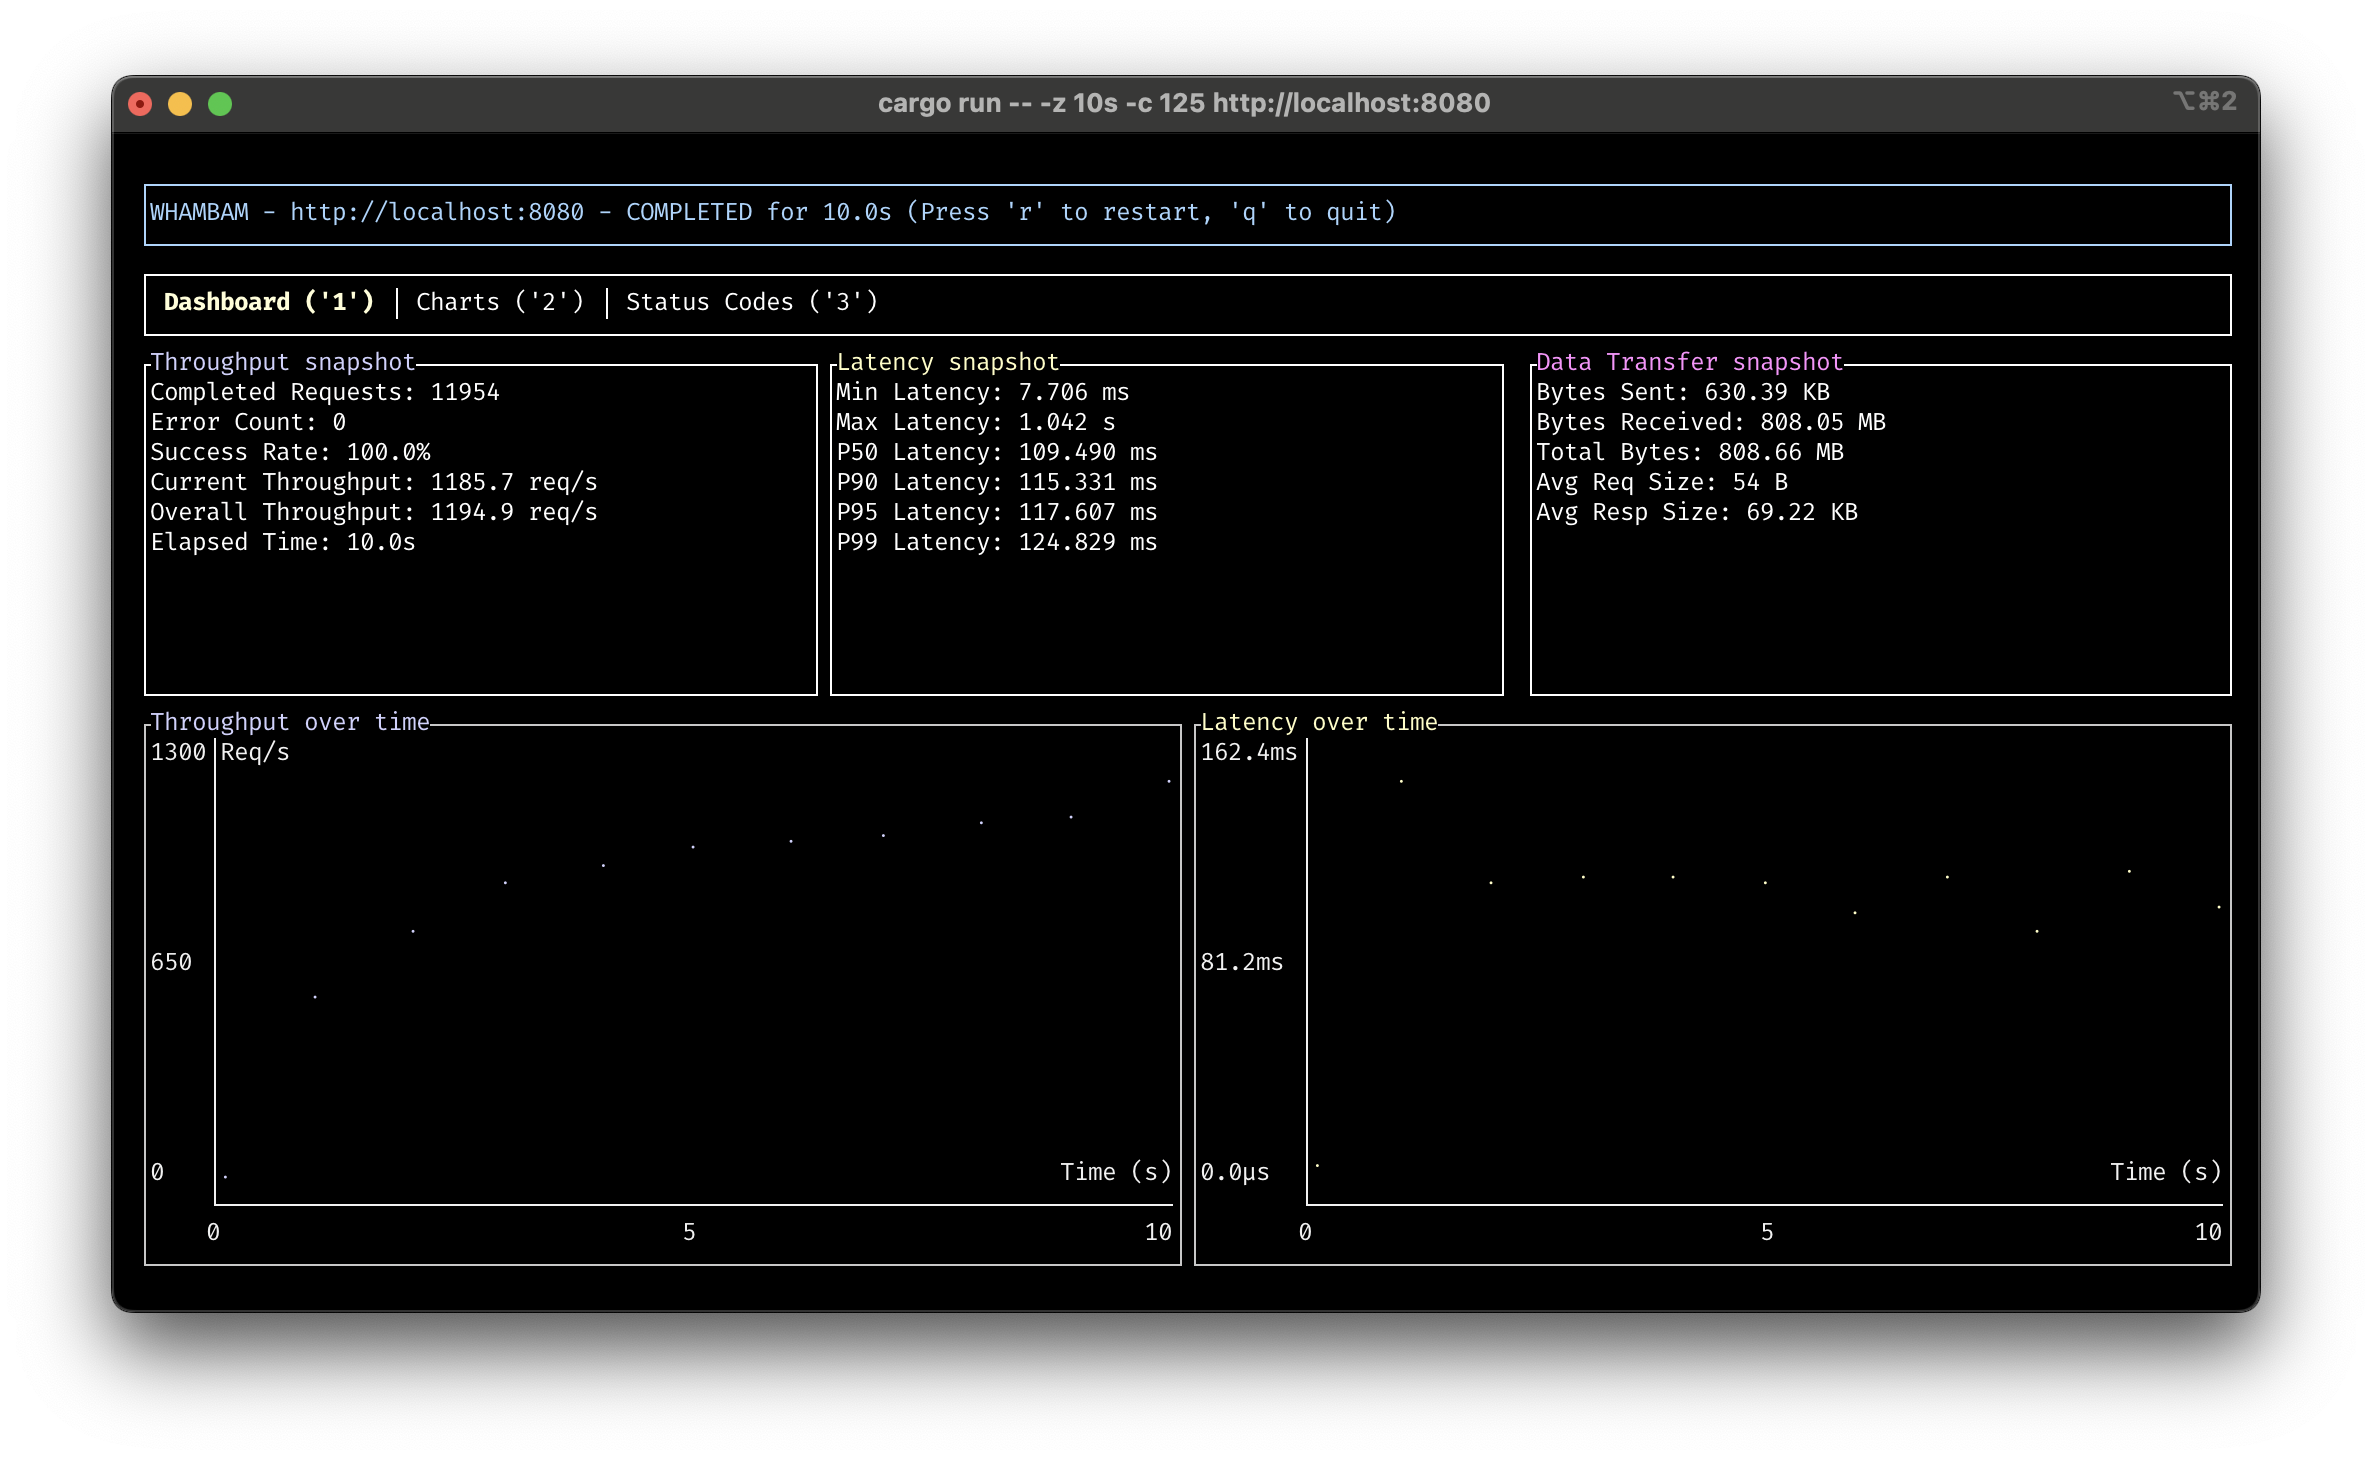 cargo run -- -z 10s -c 125 http://localhost:8080
⌥⌘2
WHAMBAM - http://localhost:8080 - COMPLETED for 10.0s (Press 'r' to restart, 'q' to quit)
Dashboard ('1') │ Charts ('2') │ Status Codes ('3')
Throughput snapshot
Completed Requests: 11954
Error Count: 0
Success Rate: 100.0%
Current Throughput: 1185.7 req/s
Overall Throughput: 1194.9 req/s
Elapsed Time: 10.0s
Latency snapshot
Min Latency: 7.706 ms
Max Latency: 1.042 s
P50 Latency: 109.490 ms
P90 Latency: 115.331 ms
P95 Latency: 117.607 ms
P99 Latency: 124.829 ms
Data Transfer snapshot
Bytes Sent: 630.39 KB
Bytes Received: 808.05 MB
Total Bytes: 808.66 MB
Avg Req Size: 54 B
Avg Resp Size: 69.22 KB
Throughput over time
1300 Req/s
650
0 Time (s)
0 5 10
Latency over time
162.4ms
81.2ms
0.0µs Time (s)
0 5 10